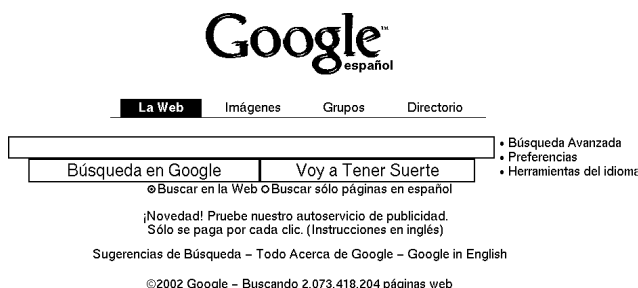 Google™
español
La Web Imágenes Grupos Directorio
• Búsqueda Avanzada
• Preferencias
• Herramientas del idioma
Búsqueda en Google Voy a Tener Suerte
Buscar en la Web Buscar sólo páginas en español
¡Novedad! Pruebe nuestro autoservicio de publicidad.
Sólo se paga por cada clic. (Instrucciones en inglés)
Sugerencias de Búsqueda – Todo Acerca de Google – Google in English
©2002 Google – Buscando 2,073,418,204 páginas web